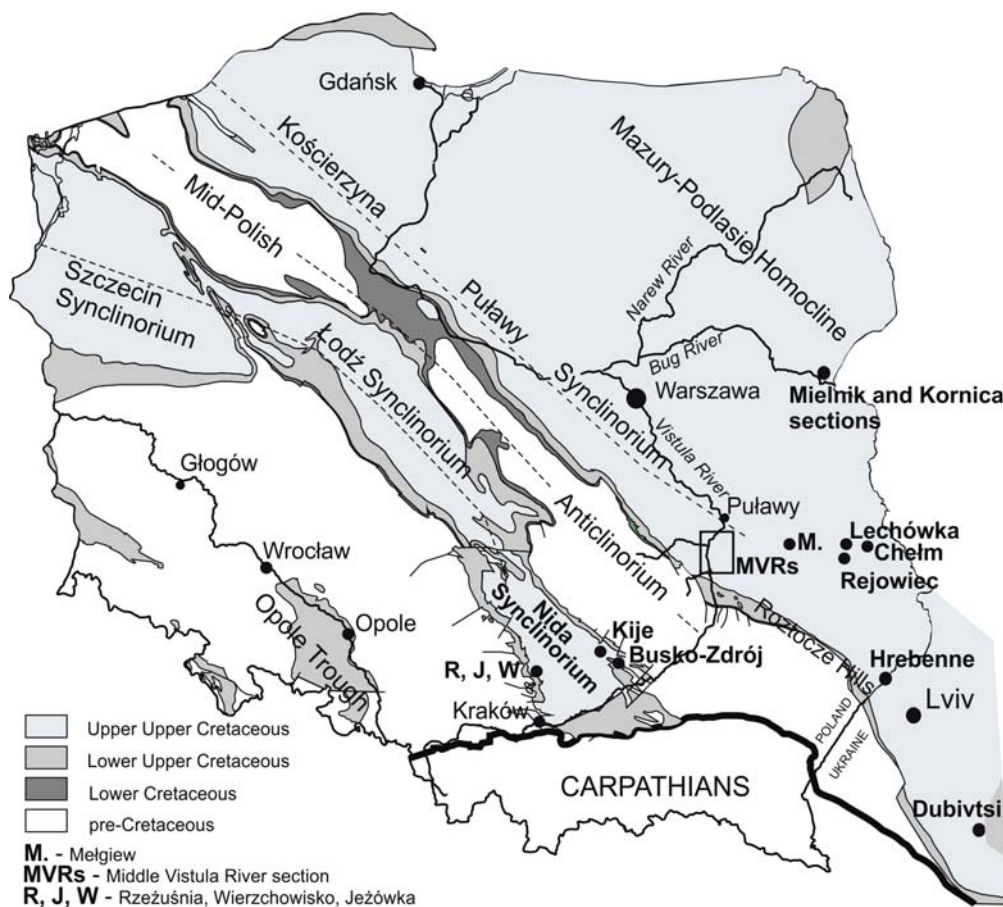 Gdańsk
Kościerzyna
Mazury-Podlasie Homocline
Mid-Polish
Narew River
Szczecin
Synclinorium
Puławy
Łodź Synclinorium
Bug River
Synclinorium
Warszawa
Mielnik and Kornica
sections
Vistula River
Głogów
Anticlinorium
Puławy
Lechówka
M.
Chełm
Wrocław
MVRs
Rejowiec
Opole Trough
Opole
Nida
Synclinorium
Roztocze Hills
Kije
Busko-Zdrój
Hrebenne
R, J, W
Lviv
Kraków
POLAND
UKRAINE
Upper Upper Cretaceous
Lower Upper Cretaceous
Lower Cretaceous
pre-Cretaceous
CARPATHIANS
Dubivtsi
M. - Mełgiew
MVRs - Middle Vistula River section
R, J, W - Rzeżuśnia, Wierzchowisko, Jeżówka